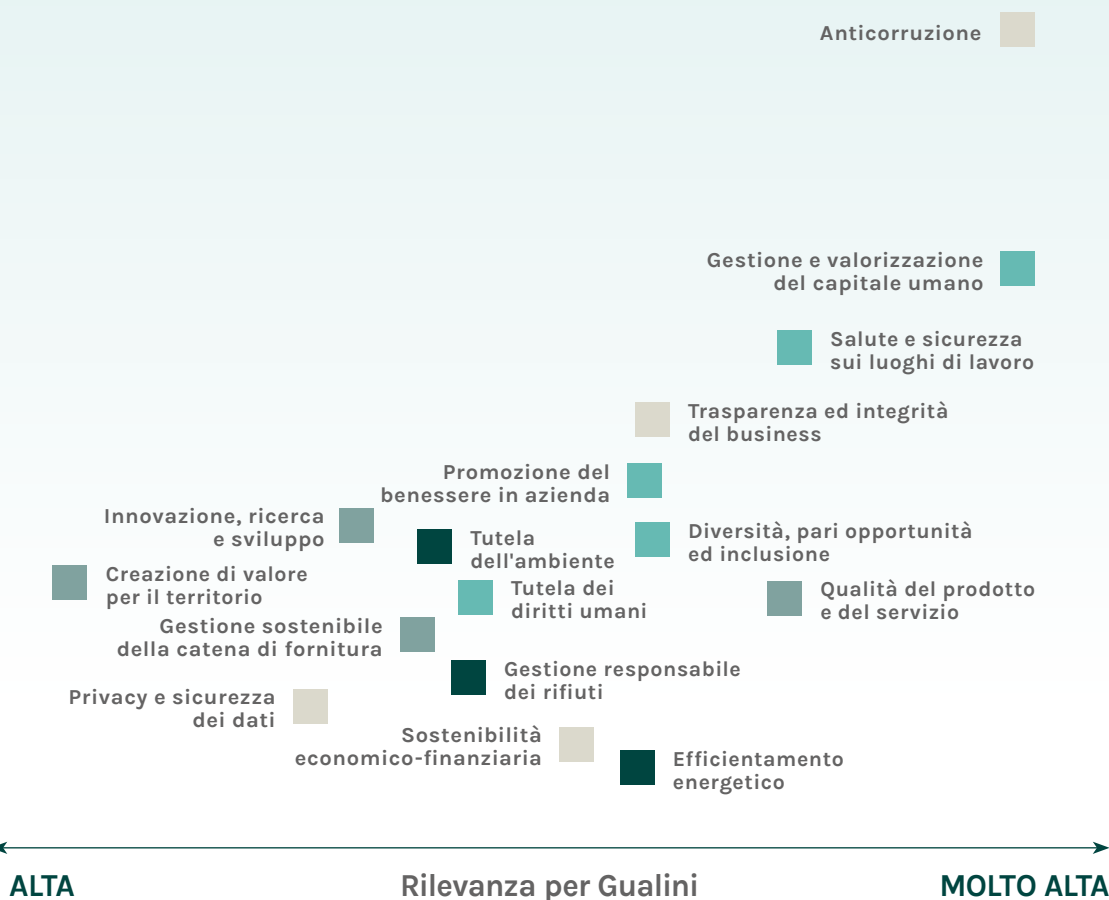 Anticorruzione
Gestione e valorizzazione
del capitale umano
Salute e sicurezza
sui luoghi di lavoro
Trasparenza ed integrità
del business
Promozione del
benessere in azienda
Innovazione, ricerca
e sviluppo
Tutela
dell'ambiente
Diversità, pari opportunità
ed inclusione
Creazione di valore
per il territorio
Tutela dei
diritti umani
Qualità del prodotto
e del servizio
Gestione sostenibile
della catena di fornitura
Gestione responsabile
dei rifiuti
Privacy e sicurezza
dei dati
Sostenibilità
economico-finanziaria
Efficientamento
energetico
ALTA
Rilevanza per Gualini
MOLTO ALTA